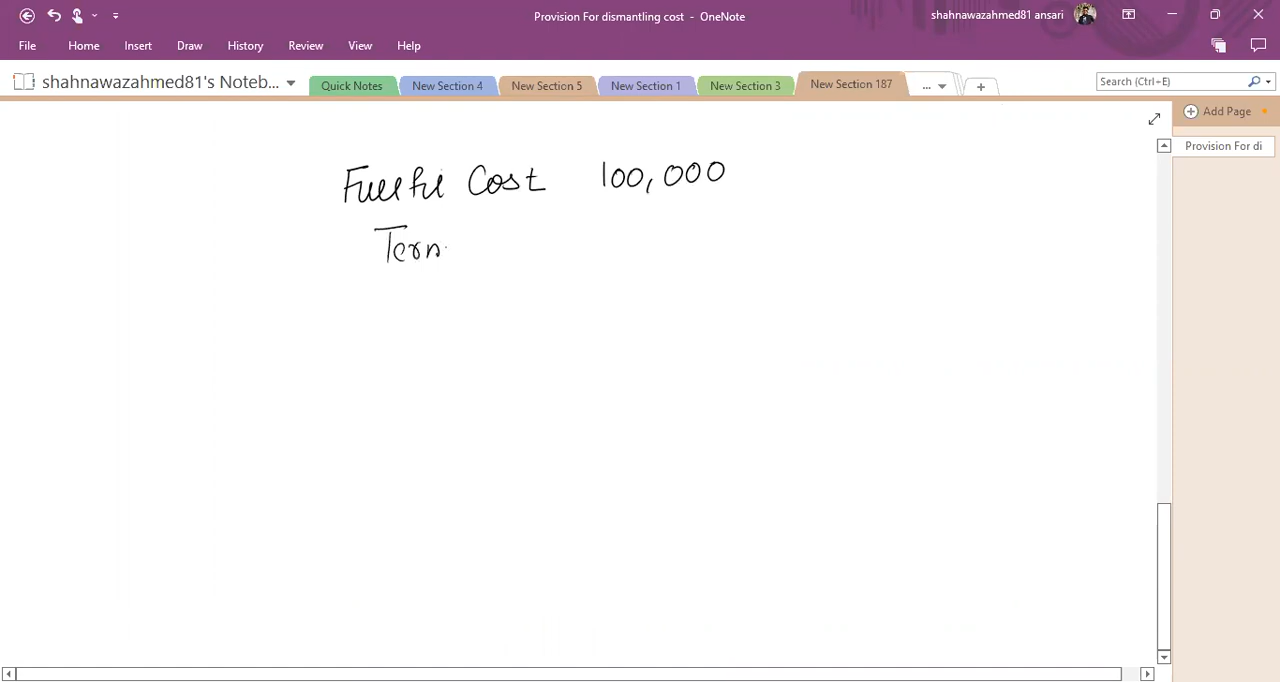 Provision For dismantling cost - OneNote
shahnawazahmed81 ansari
File Home Insert Draw History Review View Help
shahnawazahmed81's Noteb... Quick Notes New Section 4 New Section 5 New Section 1 New Section 3 New Section 187 ... + Search (Ctrl+E)
Add Page
Provision For di
Cost 100,000
Term